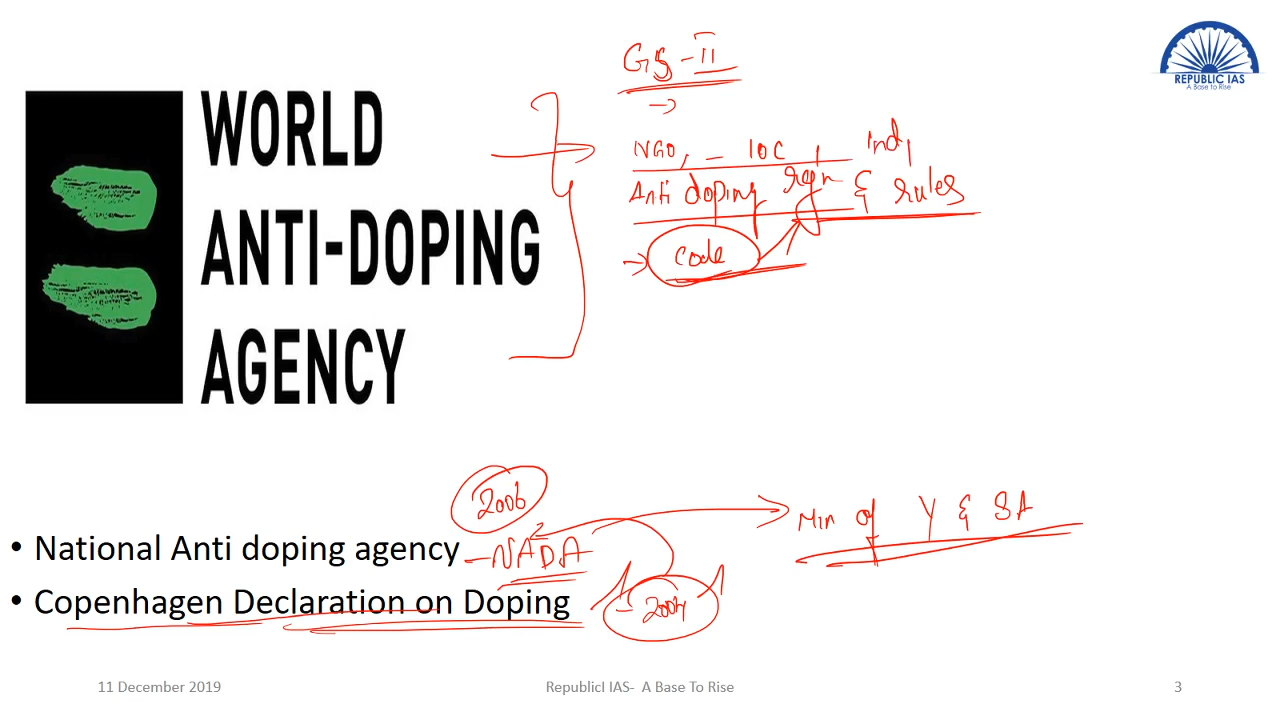 GS - II
REPUBLIC IAS
A Base to Rise
WORLD
ANTI-DOPING
AGENCY
NGO, - IOC, Ind,
Anti doping & rules
Code
2006
• National Anti doping agency - NADA
Min of Y & SA
• Copenhagen Declaration on Doping - 2004
11 December 2019
RepublicI IAS- A Base To Rise
3